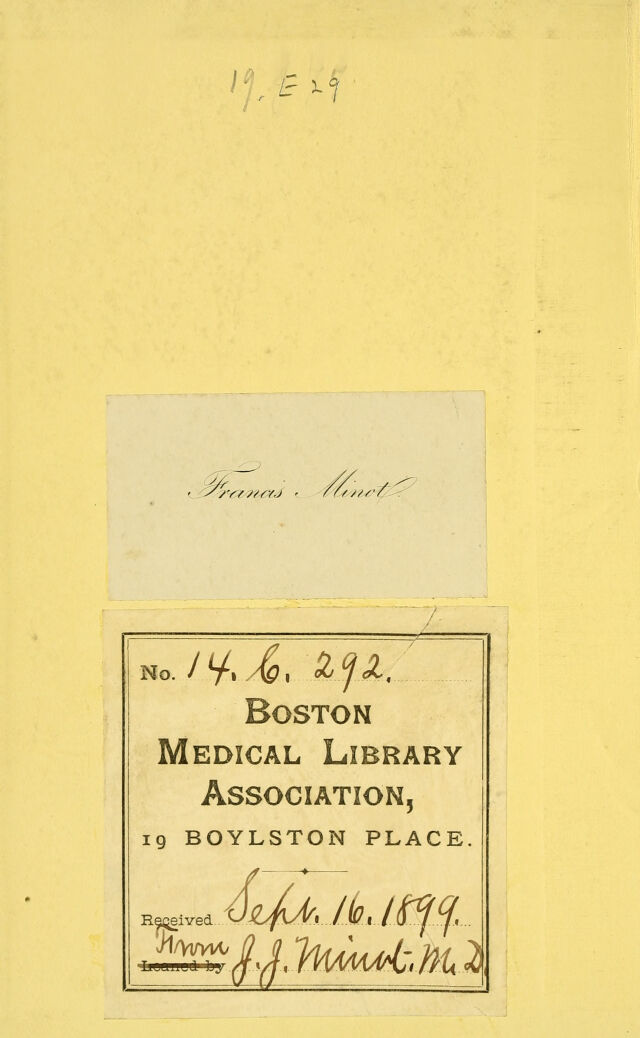 19. E 29
Francis Minot
No. 14. C. 292.
BOSTON
MEDICAL LIBRARY
ASSOCIATION,
19 BOYLSTON PLACE.
Received Sept. 16. 1899.
From
Loaned by J. J. Minot. M. D.